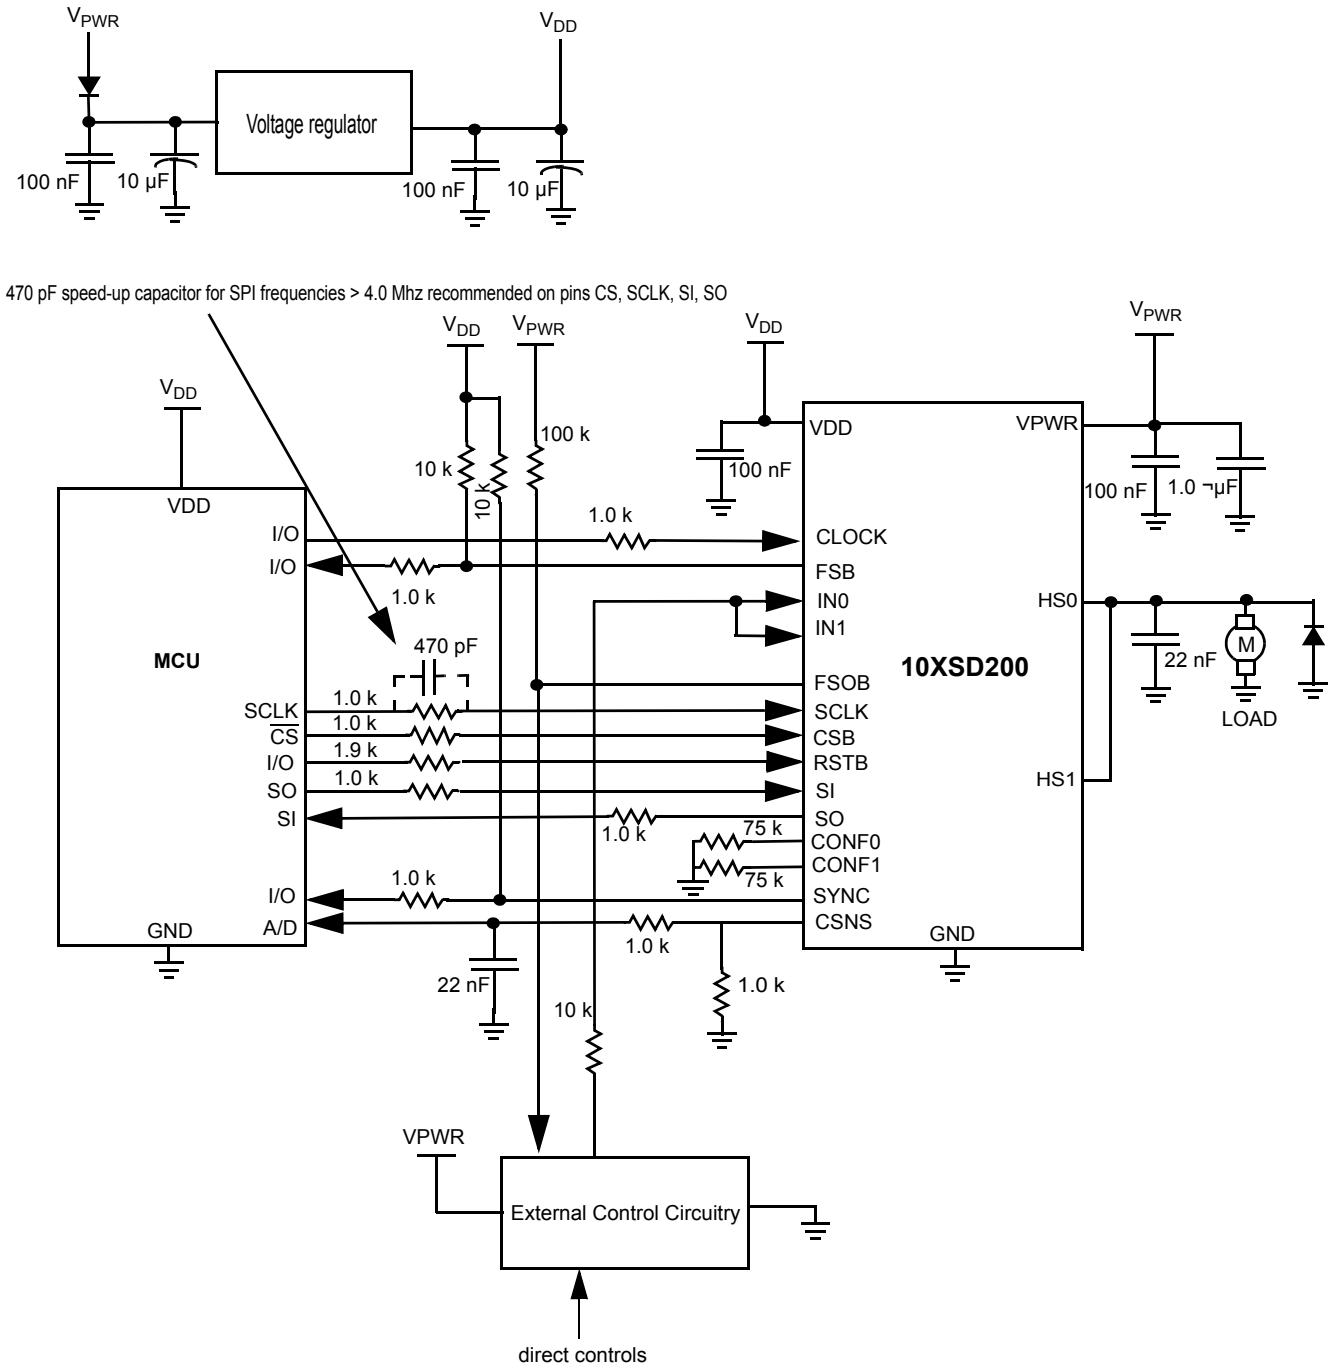 VPWR
VDD
Voltage regulator
100 nF
10 µF
100 nF
10 µF
470 pF speed-up capacitor for SPI frequencies > 4.0 Mhz recommended on pins CS, SCLK, SI, SO
VDD
VPWR
VDD
VPWR
VDD
100 k
10 k
10 k
VDD
VPWR
100 nF
100 nF
1.0 ¬µF
VDD
I/O
1.0 k
CLOCK
I/O
1.0 k
FSB
IN0
HS0
IN1
MCU
470 pF
10XSD200
22 nF
M
LOAD
FSOB
SCLK
1.0 k
SCLK
CS
1.0 k
CSB
I/O
1.9 k
RSTB
HS1
SO
1.0 k
SI
SI
1.0 k
SO
75 k
CONF0
CONF1
75 k
I/O
1.0 k
SYNC
A/D
1.0 k
CSNS
GND
GND
22 nF
1.0 k
10 k
VPWR
External Control Circuitry
direct controls